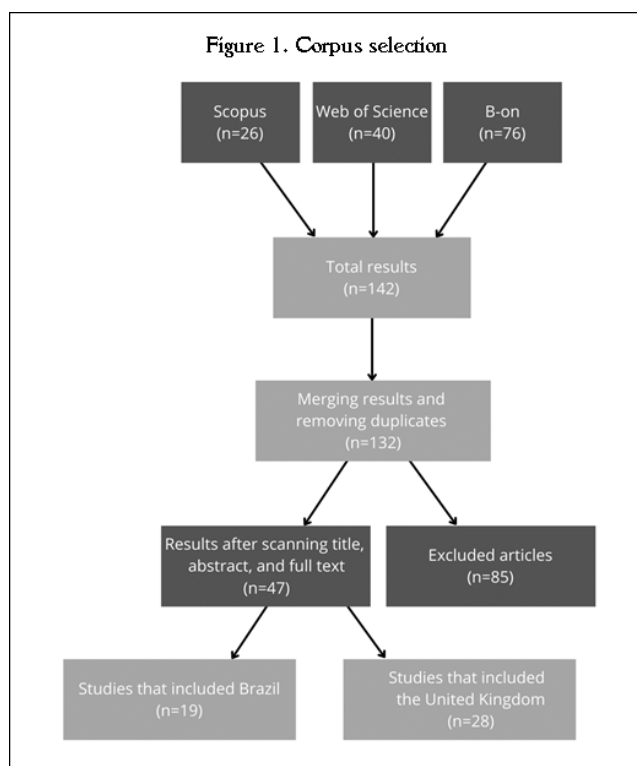 Figure 1. Corpus selection
Scopus
(n=26)
Web of Science
(n=40)
B-on
(n=76)
Total results
(n=142)
Merging results and
removing duplicates
(n=132)
Results after scanning title,
abstract, and full text
(n=47)
Excluded articles
(n=85)
Studies that included Brazil
(n=19)
Studies that included
the United Kingdom
(n=28)